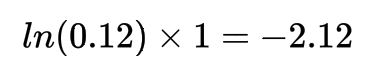 ln(0.12) × 1 = −2.12